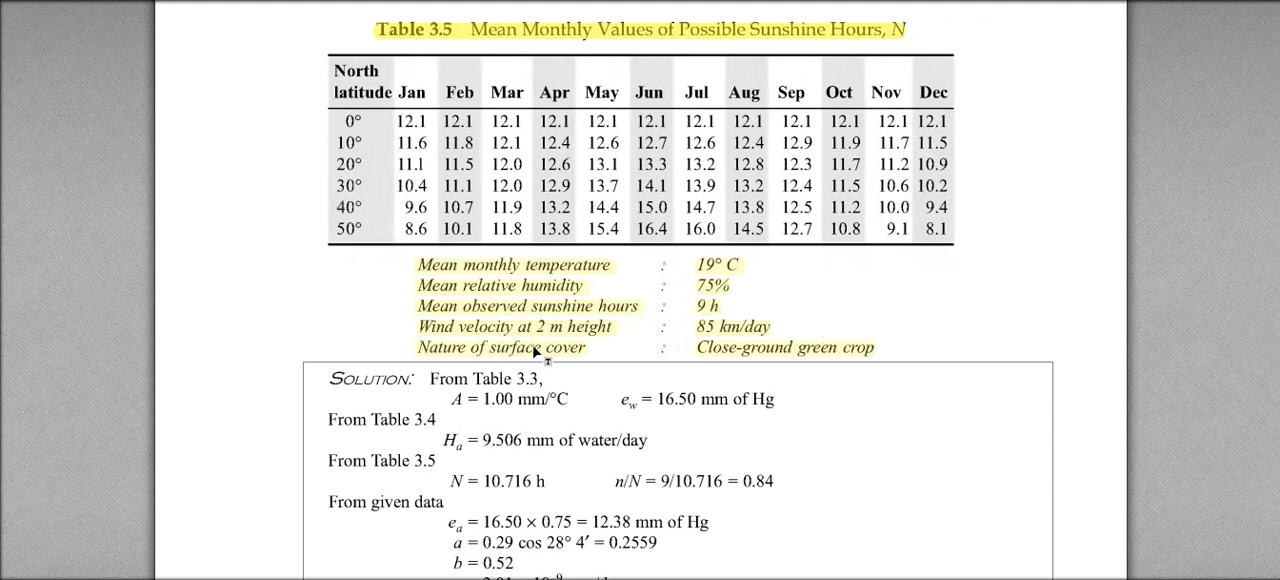 Table 3.5 Mean Monthly Values of Possible Sunshine Hours, N
North
latitude Jan Feb Mar Apr May Jun Jul Aug Sep Oct Nov Dec
0° 12.1 12.1 12.1 12.1 12.1 12.1 12.1 12.1 12.1 12.1 12.1 12.1
10° 11.6 11.8 12.1 12.4 12.6 12.7 12.6 12.4 12.9 11.9 11.7 11.5
20° 11.1 11.5 12.0 12.6 13.1 13.3 13.2 12.8 12.3 11.7 11.2 10.9
30° 10.4 11.1 12.0 12.9 13.7 14.1 13.9 13.2 12.4 11.5 10.6 10.2
40° 9.6 10.7 11.9 13.2 14.4 15.0 14.7 13.8 12.5 11.2 10.0 9.4
50° 8.6 10.1 11.8 13.8 15.4 16.4 16.0 14.5 12.7 10.8 9.1 8.1
Mean monthly temperature : 19° C
Mean relative humidity : 75%
Mean observed sunshine hours : 9 h
Wind velocity at 2 m height : 85 km/day
Nature of surface cover : Close-ground green crop
SOLUTION: From Table 3.3,
A = 1.00 mm/°C e_w = 16.50 mm of Hg
From Table 3.4
H_a = 9.506 mm of water/day
From Table 3.5
N = 10.716 h n/N = 9/10.716 = 0.84
From given data
e_a = 16.50 × 0.75 = 12.38 mm of Hg
a = 0.29 cos 28° 4′ = 0.2559
b = 0.52